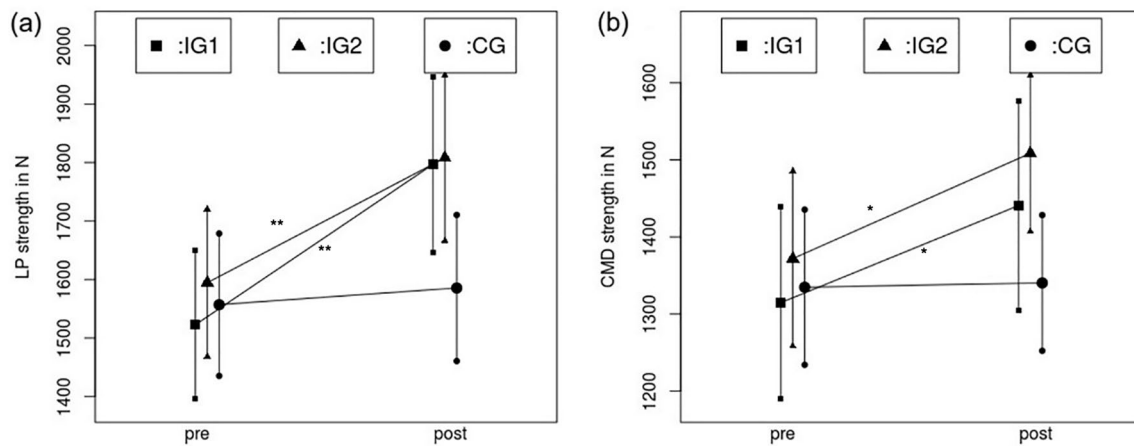 (a)
:IG1 :IG2 :CG
LP strength in N
2000
1900
1800
1700
1600
1500
1400
**
**
pre post
(b)
:IG1 :IG2 :CG
CMD strength in N
1600
1500
1400
1300
1200
*
*
pre post